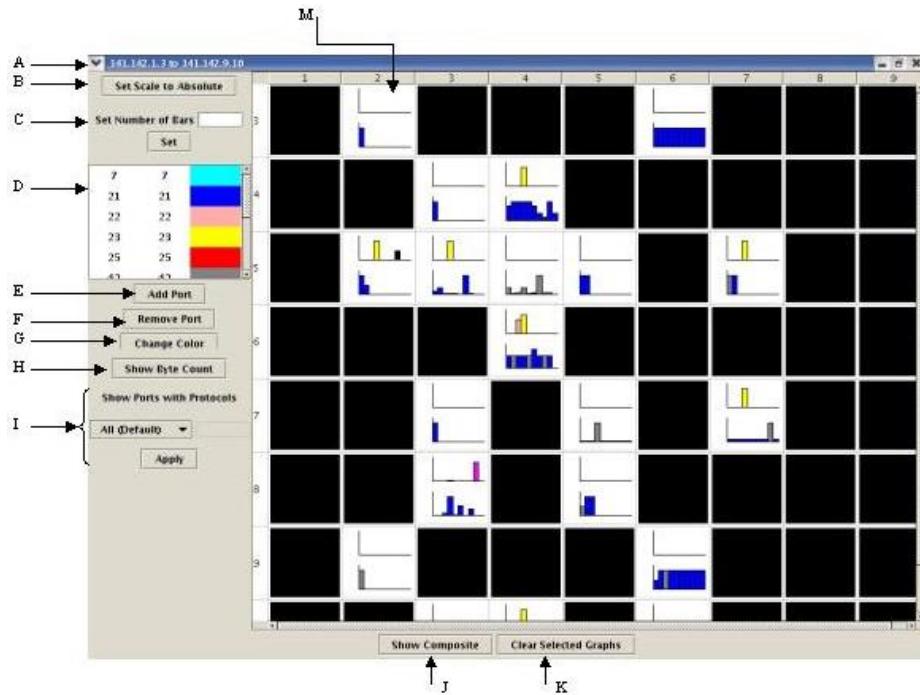 M
A
141.142.1.3 to 141.142.9.10
B
Set Scale to Absolute
1 2 3 4 5 6 7 8 9
C
Set Number of Bars
Set
3
D
7 7
21 21
22 22
23 23
25 25
42 42
4
5
E
Add Port
F
Remove Port
G
Change Color
6
H
Show Byte Count
I
Show Ports with Protocols
All (Default)
Apply
7
8
9
Show Composite
Clear Selected Graphs
J
K